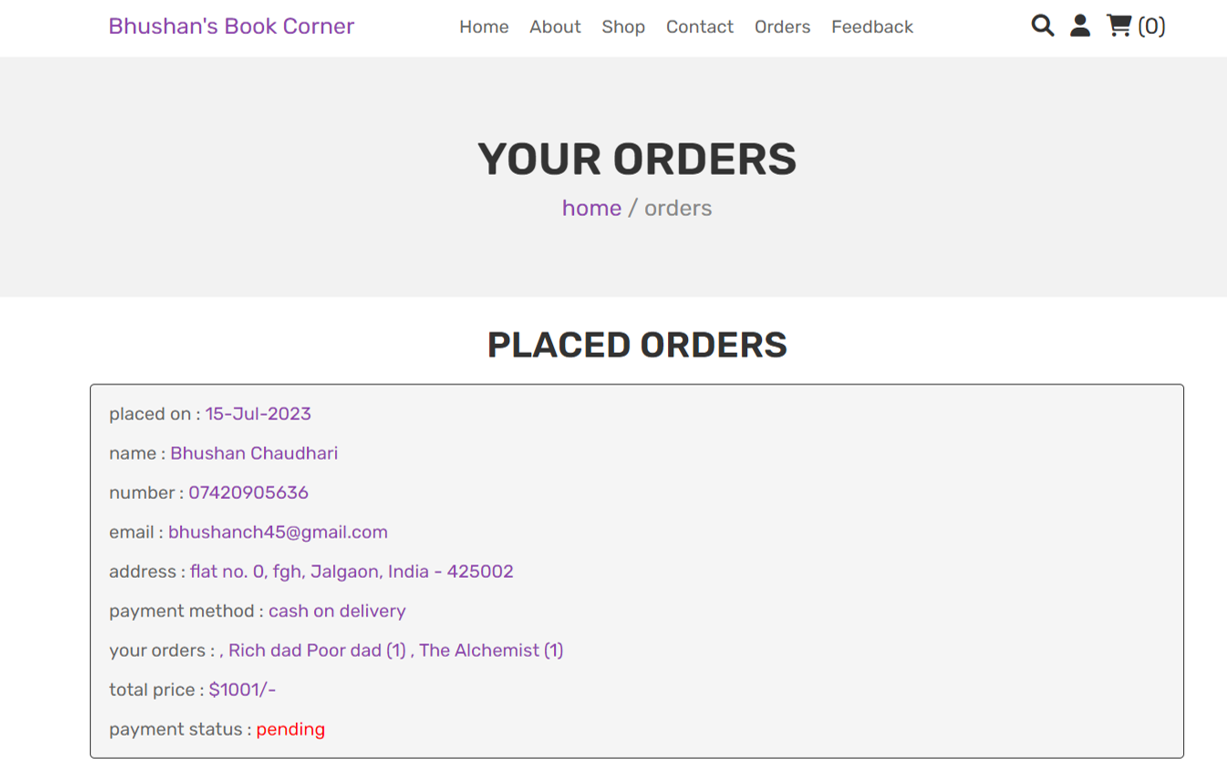 Bhushan's Book Corner Home About Shop Contact Orders Feedback (0)
YOUR ORDERS
home / orders
PLACED ORDERS
placed on : 15-Jul-2023
name : Bhushan Chaudhari
number : 07420905636
email : bhushanch45@gmail.com
address : flat no. 0, fgh, Jalgaon, India - 425002
payment method : cash on delivery
your orders : , Rich dad Poor dad (1) , The Alchemist (1)
total price : $1001/-
payment status : pending